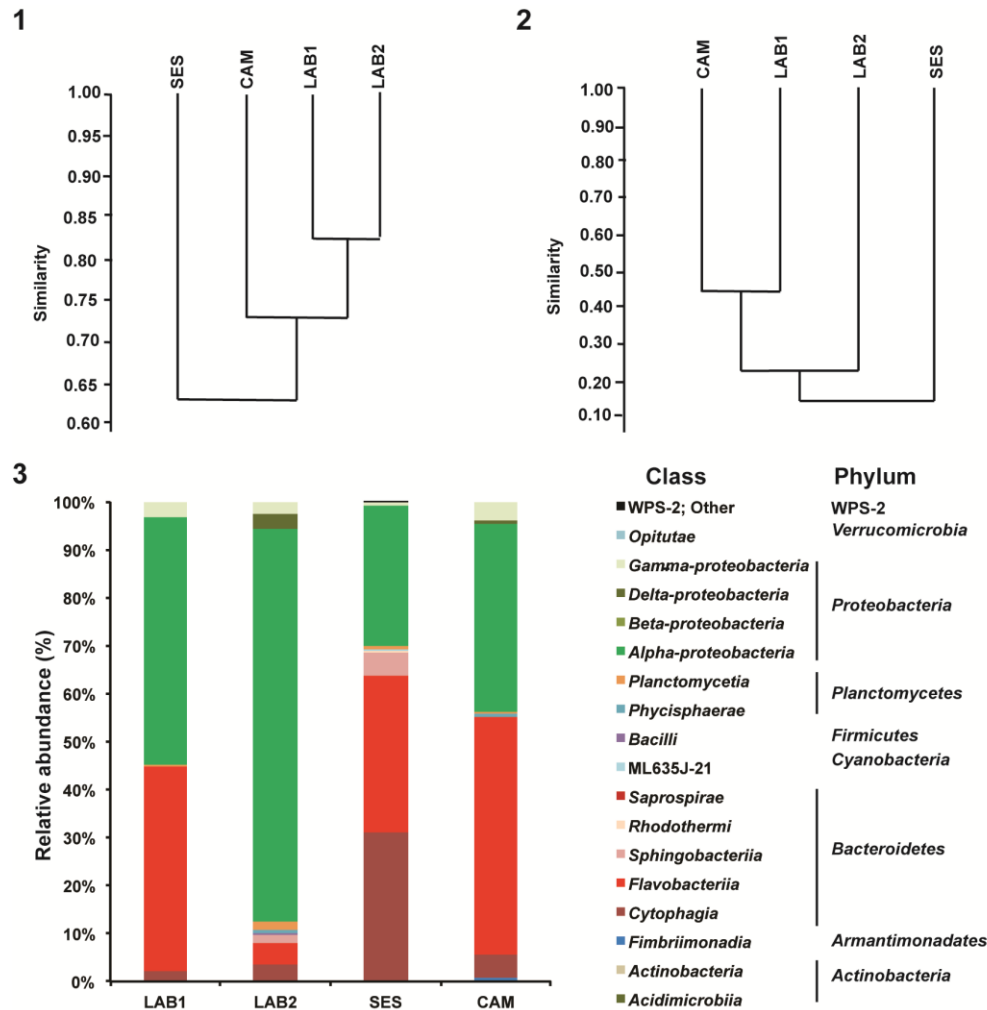 1
SES
CAM
LAB1
LAB2
1.00
0.95
0.90
0.85
0.80
0.75
0.70
0.65
0.60
Similarity
2
CAM
LAB1
LAB2
SES
1.00
0.90
0.80
0.70
0.60
0.50
0.40
0.30
0.20
0.10
Similarity
3
100%
90%
80%
70%
60%
50%
40%
30%
20%
10%
0%
Relative abundance (%)
LAB1
LAB2
SES
CAM
Class
WPS-2; Other
Opitutae
Gamma-proteobacteria
Delta-proteobacteria
Beta-proteobacteria
Alpha-proteobacteria
Planctomycetia
Phycisphaerae
Bacilli
ML635J-21
Saprospirae
Rhodothermi
Sphingobacteriia
Flavobacteriia
Cytophagia
Fimbriimonadia
Actinobacteria
Acidimicrobiia
Phylum
WPS-2
Verrucomicrobia
Proteobacteria
Planctomycetes
Firmicutes
Cyanobacteria
Bacteroidetes
Armantimonadates
Actinobacteria